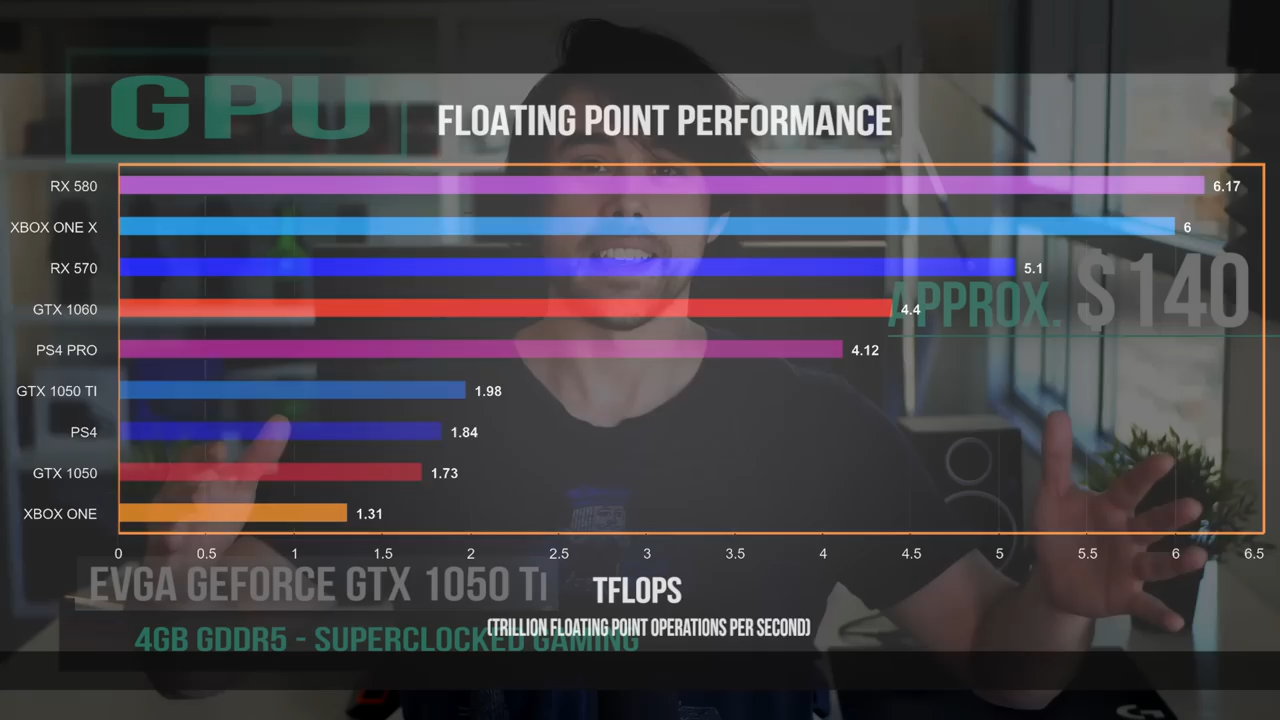 GPU
FLOATING POINT PERFORMANCE
RX 580 6.17
XBOX ONE X 6
RX 570 5.1
APPROX. $140
GTX 1060 4.4
PS4 PRO 4.12
GTX 1050 TI 1.98
PS4 1.84
GTX 1050 1.73
XBOX ONE 1.31
0 0.5 1 1.5 2 2.5 3 3.5 4 4.5 5 5.5 6 6.5
EVGA GEFORCE GTX 1050 Ti
TFLOPS
(TRILLION FLOATING POINT OPERATIONS PER SECOND)
4GB GDDR5 - SUPERCLOCKED GAMING